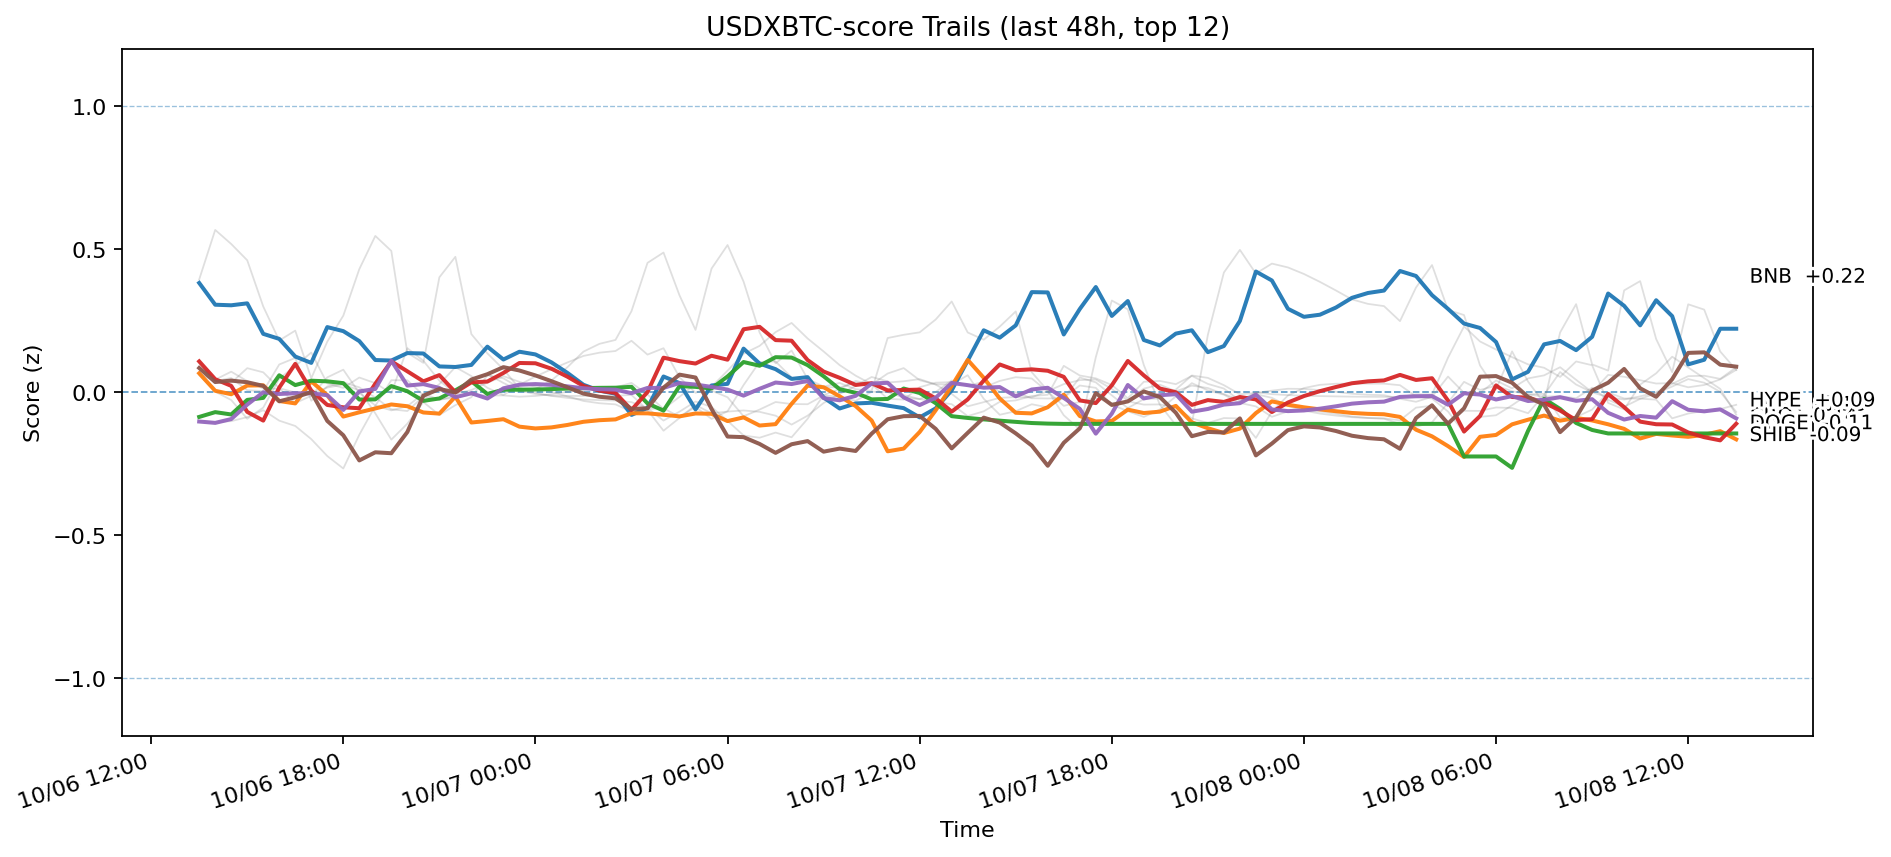 USDXBTC-score Trails (last 48h, top 12)
Score (z)
1.0
0.5
0.0
−0.5
−1.0
BNB +0.22
HYPE +0.09
DOGE -0.11
SHIB -0.09
10/06 12:00
10/06 18:00
10/07 00:00
10/07 06:00
10/07 12:00
10/07 18:00
10/08 00:00
10/08 06:00
10/08 12:00
Time